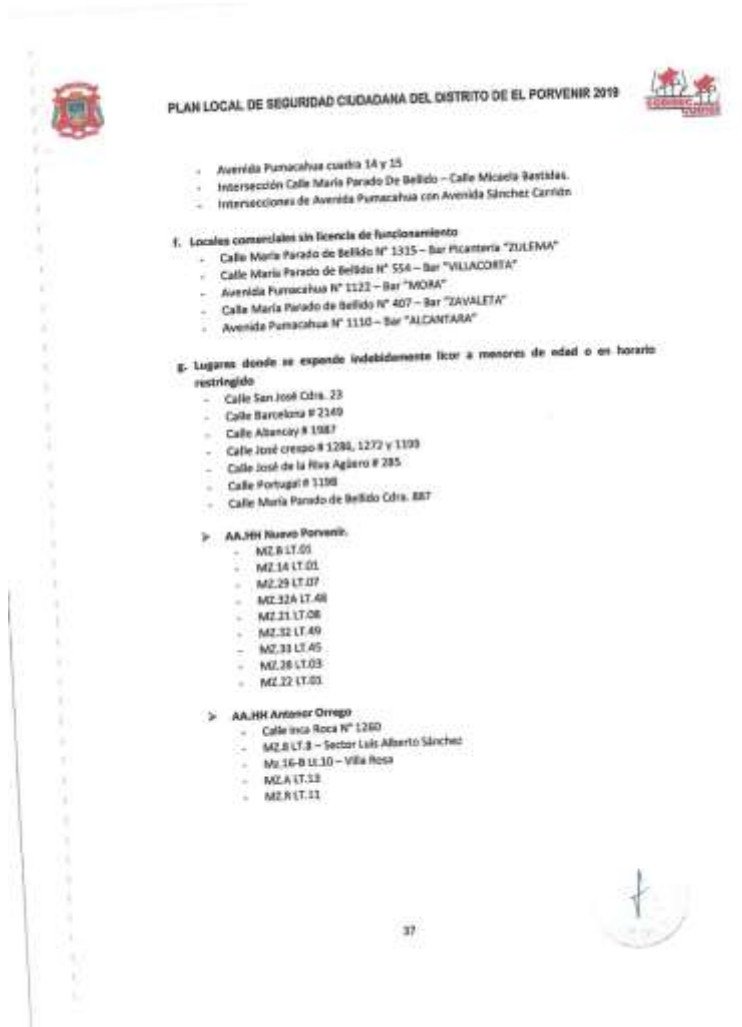 PLAN LOCAL DE SEGURIDAD CIUDADANA DEL DISTRITO DE EL PORVENIR 2019
- Avenida Pumacahua cuadra 14 y 15
- Intersección Calle María Parado De Bellido – Calle Micaela Bastidas.
- Intersecciones de Avenida Pumacahua con Avenida Sánchez Carrión
f. Locales comerciales sin licencia de funcionamiento
- Calle María Parado de Bellido N° 1315 – Bar Picantería "ZULEMA"
- Calle María Parado de Bellido N° 554 – Bar "VILLACORTA"
- Avenida Pumacahua N° 1122 – Bar "MORA"
- Calle María Parado de Bellido N° 407 – Bar "ZAVALETA"
- Avenida Pumacahua N° 1110 – Bar "ALCANTARA"
g. Lugares donde se expende indebidamente licor a menores de edad o en horario
restringido
- Calle San José Cdra. 23
- Calle Barcelona # 2149
- Calle Abancay # 1987
- Calle José crespo # 1286, 1272 y 1199
- Calle José de la Riva Agüero # 285
- Calle Portugal # 1198
- Calle María Parado de Bellido Cdra. 887
➢ AA.HH Nuevo Porvenir.
- MZ.8 LT.01
- MZ.14 LT.01
- MZ.29 LT.07
- MZ.32A LT.48
- MZ.21 LT.08
- MZ.32 LT.49
- MZ.33 LT.45
- MZ.28 LT.03
- MZ.22 LT.01
➢ AA.HH Antenor Orrego
- Calle Inca Roca N° 1260
- MZ.8 LT.8 – Sector Luis Alberto Sánchez
- Mz.16-B Lt.10 – Villa Rosa
- MZ.A LT.13
- MZ.R LT.11
37